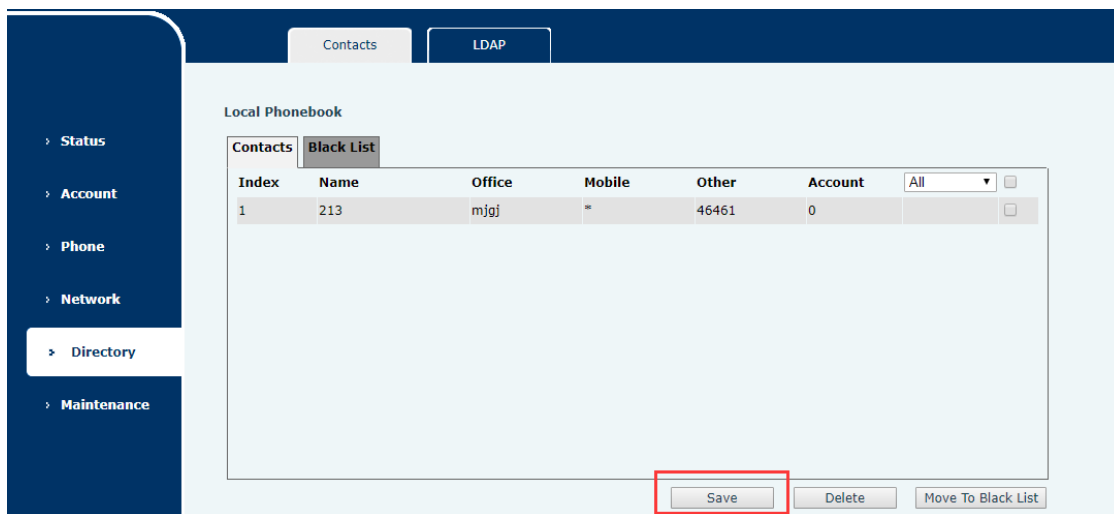 Contacts LDAP
Local Phonebook
Status
Account
Phone
Network
Directory
Maintenance
Contacts Black List
Index Name Office Mobile Other Account All
1 213 mjgj * 46461 0
Save Delete Move To Black List